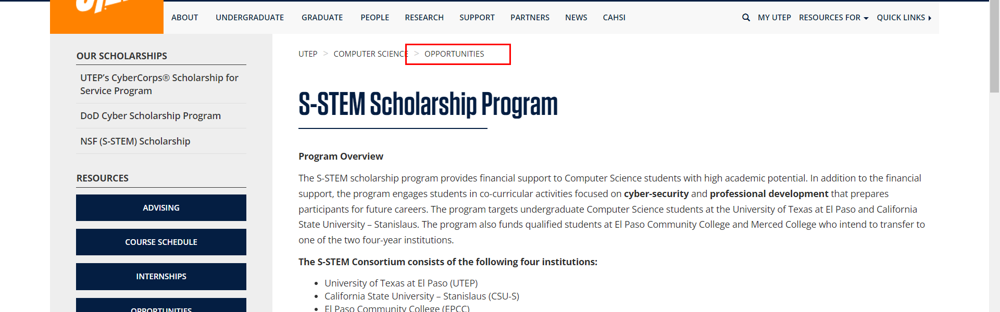 ABOUT UNDERGRADUATE GRADUATE PEOPLE RESEARCH SUPPORT PARTNERS NEWS CAHSI MY UTEP RESOURCES FOR QUICK LINKS
OUR SCHOLARSHIPS
UTEP’s CyberCorps® Scholarship for
Service Program
DoD Cyber Scholarship Program
NSF (S-STEM) Scholarship
RESOURCES
ADVISING
COURSE SCHEDULE
INTERNSHIPS
OPPORTUNITIES
UTEP > COMPUTER SCIENCE > OPPORTUNITIES
S-STEM Scholarship Program
Program Overview
The S-STEM scholarship program provides financial support to Computer Science students with high academic potential. In addition to the financial
support, the program engages students in co-curricular activities focused on cyber-security and professional development that prepares
participants for future careers. The program targets undergraduate Computer Science students at the University of Texas at El Paso and California
State University – Stanislaus. The program also funds qualified students at El Paso Community College and Merced College who intend to transfer to
one of the two four-year institutions.
The S-STEM Consortium consists of the following four institutions:
• University of Texas at El Paso (UTEP)
• California State University – Stanislaus (CSU-S)
• El Paso Community College (EPCC)